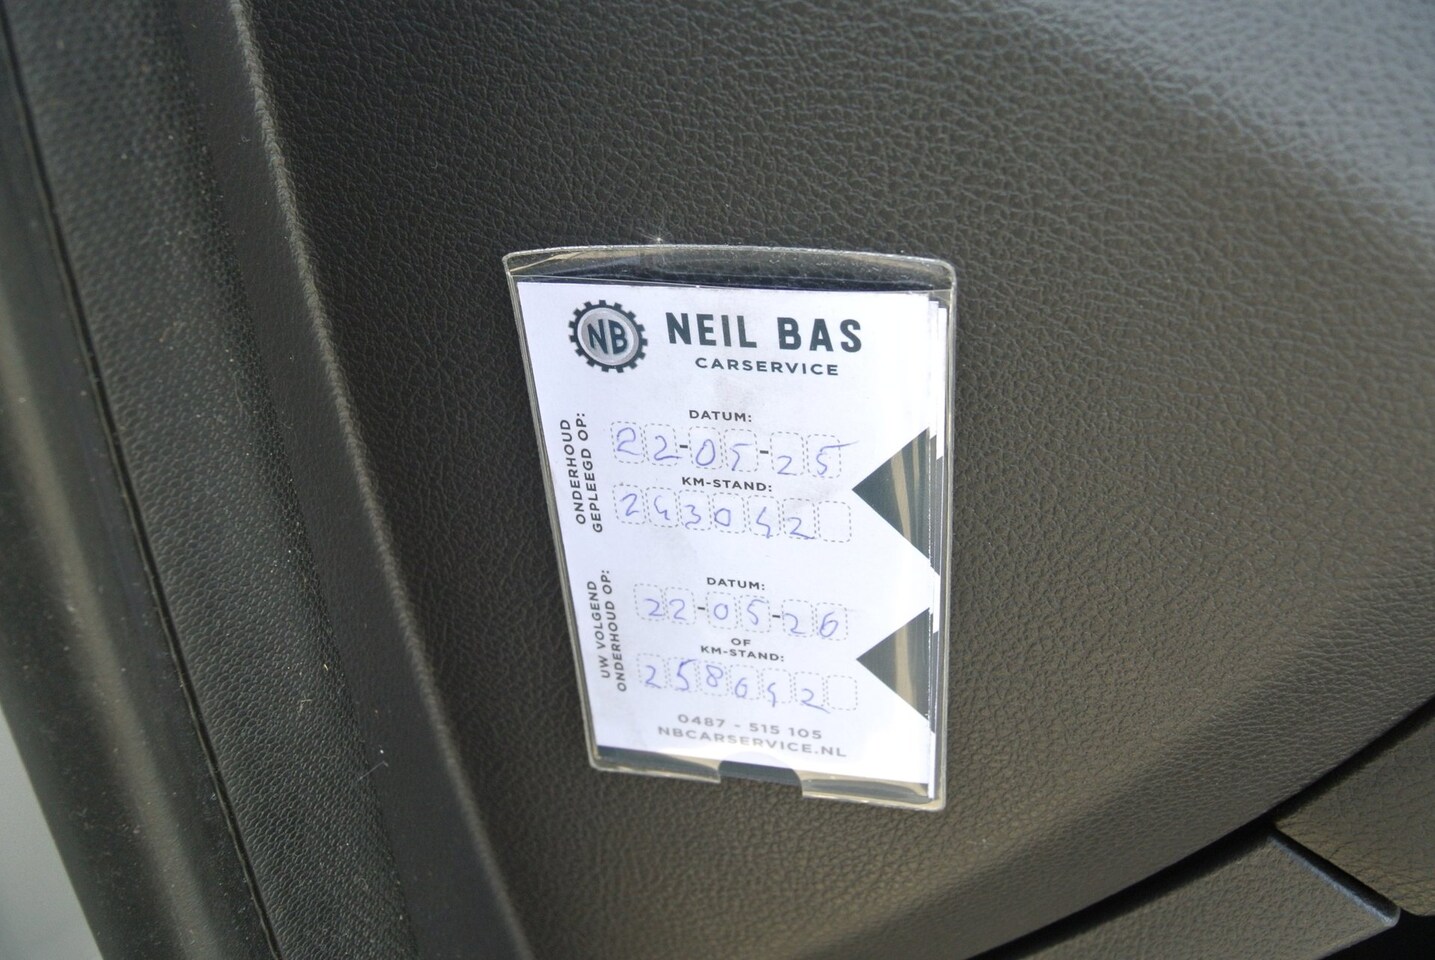 NB
NEIL BAS
CARSERVICE
ONDERHOUD
GEPLEEGD OP:
DATUM:
22-05-25
KM-STAND:
243042
UW VOLGEND
ONDERHOUD OP:
DATUM:
22-05-26
OF
KM-STAND:
258642
0487 - 515 105
NBCARSERVICE.NL